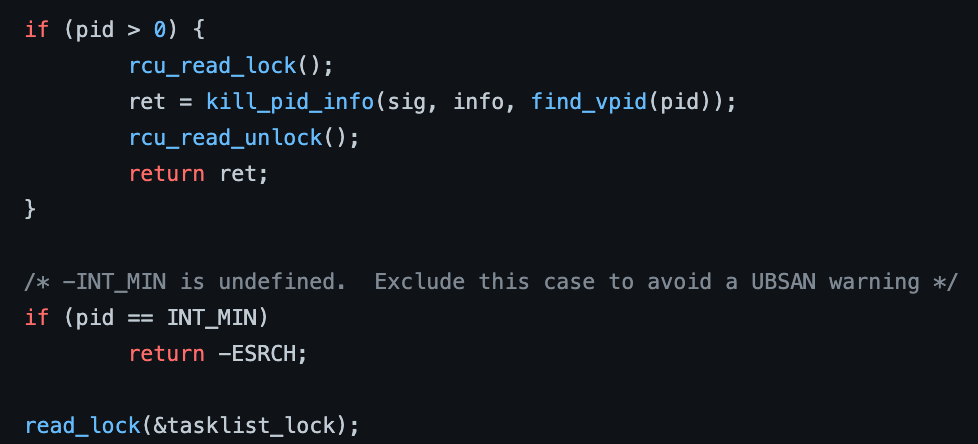 if (pid > 0) {
        rcu_read_lock();
        ret = kill_pid_info(sig, info, find_vpid(pid));
        rcu_read_unlock();
        return ret;
}

/* -INT_MIN is undefined.  Exclude this case to avoid a UBSAN warning */
if (pid == INT_MIN)
        return -ESRCH;

read_lock(&tasklist_lock);